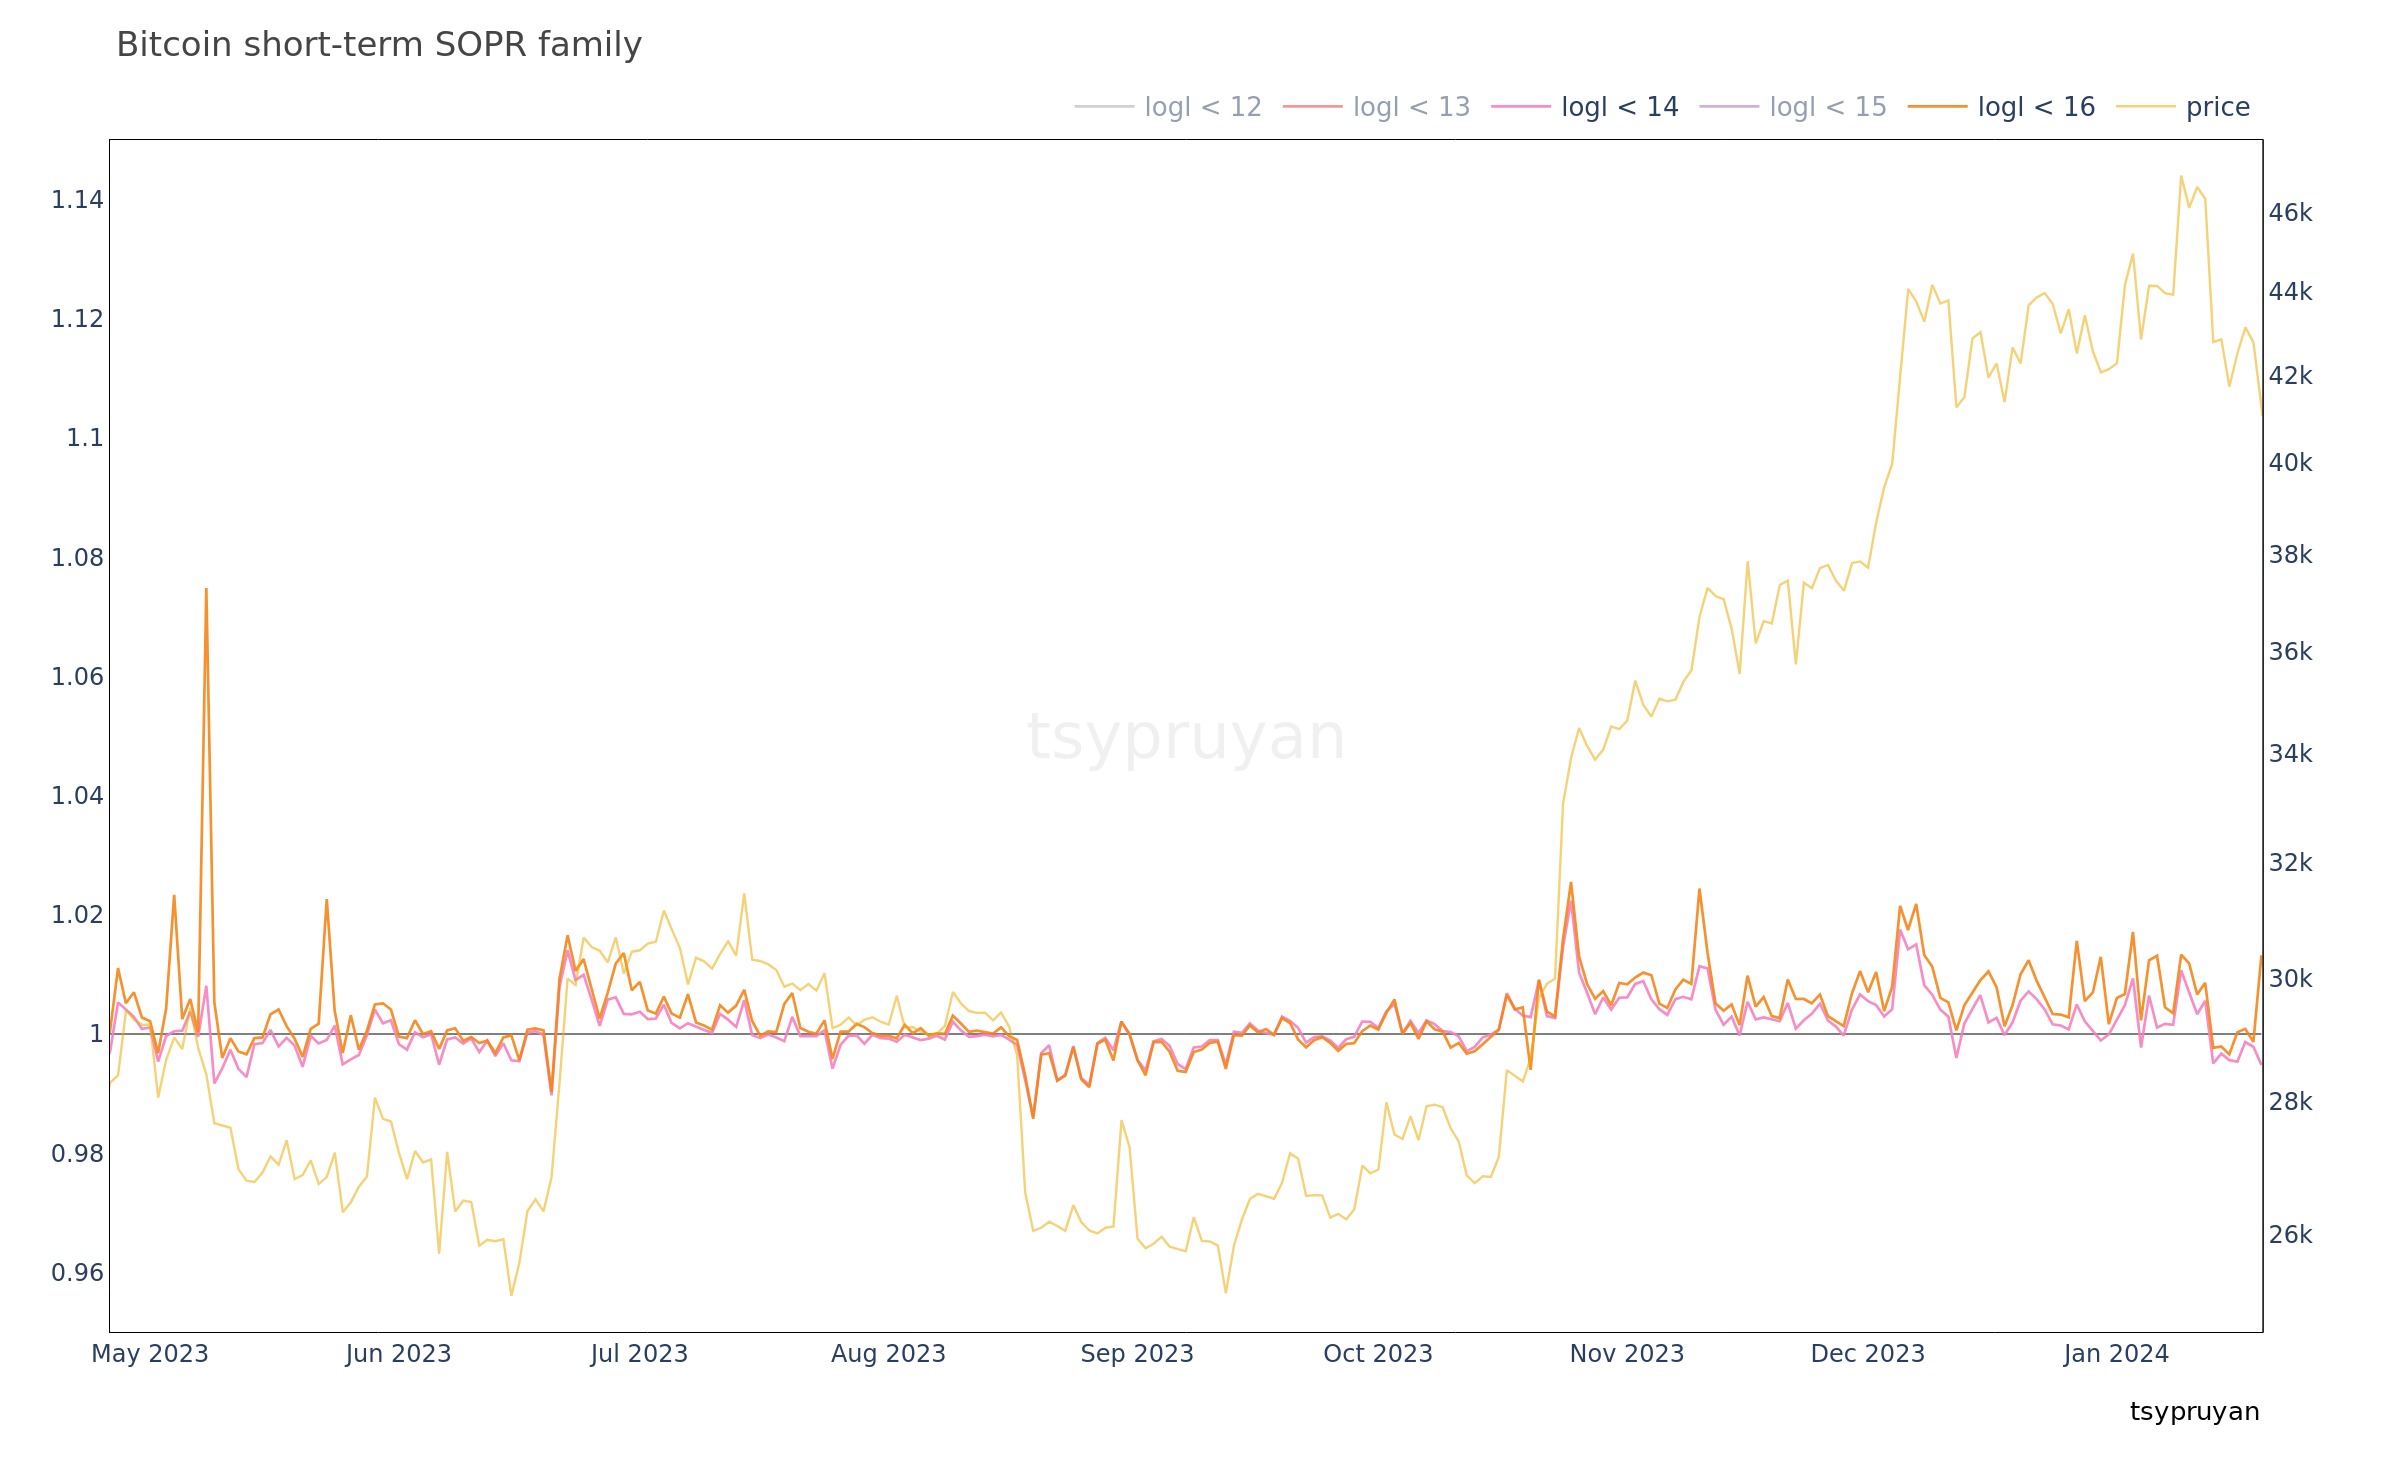 Bitcoin short-term SOPR family
logl < 12 logl < 13 logl < 14 logl < 15 logl < 16 price
1.14
1.12
1.1
1.08
1.06
1.04
1.02
1
0.98
0.96
46k
44k
42k
40k
38k
36k
34k
32k
30k
28k
26k
tsypruyan
May 2023 Jun 2023 Jul 2023 Aug 2023 Sep 2023 Oct 2023 Nov 2023 Dec 2023 Jan 2024
tsypruyan